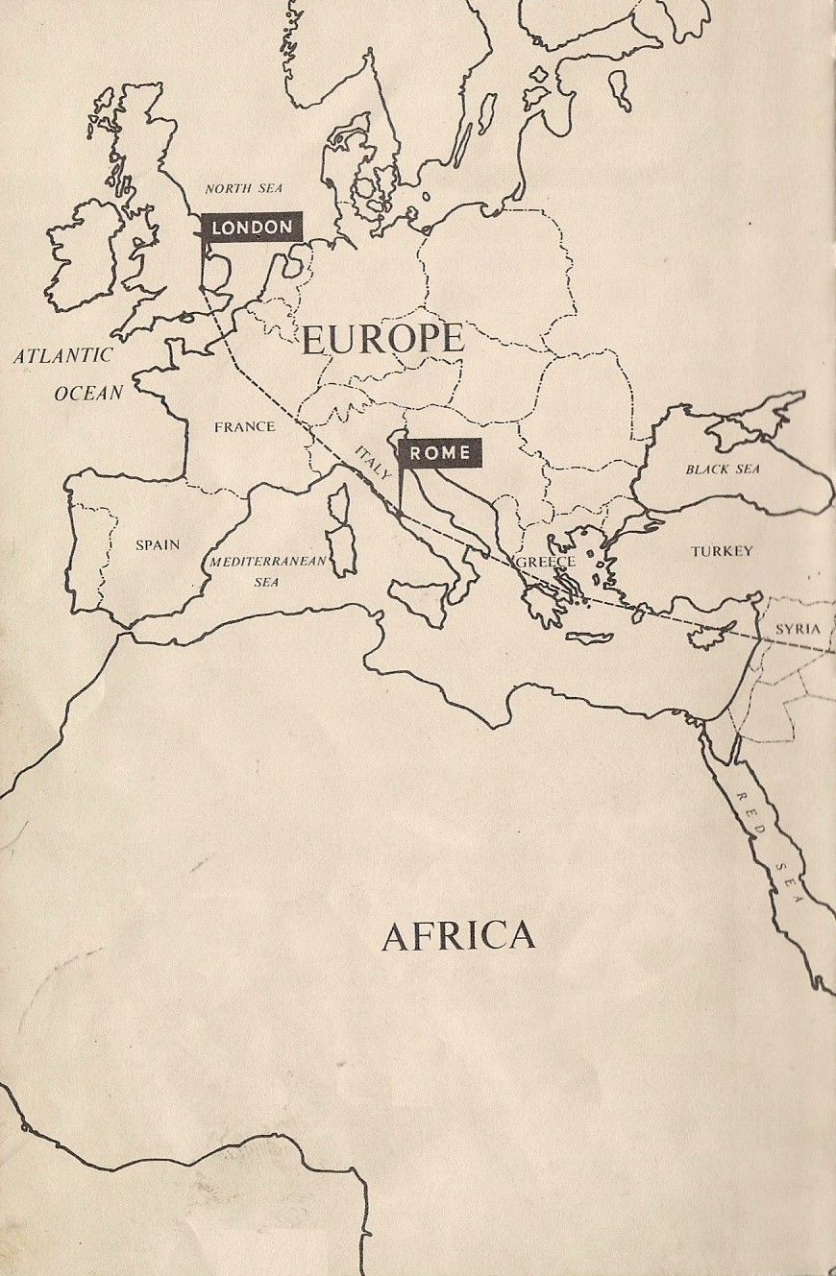 NORTH SEA
LONDON
EUROPE
ATLANTIC
OCEAN
FRANCE
ITALY
ROME
BLACK SEA
SPAIN
MEDITERRANEAN
SEA
GREECE
TURKEY
SYRIA
RED SEA
AFRICA